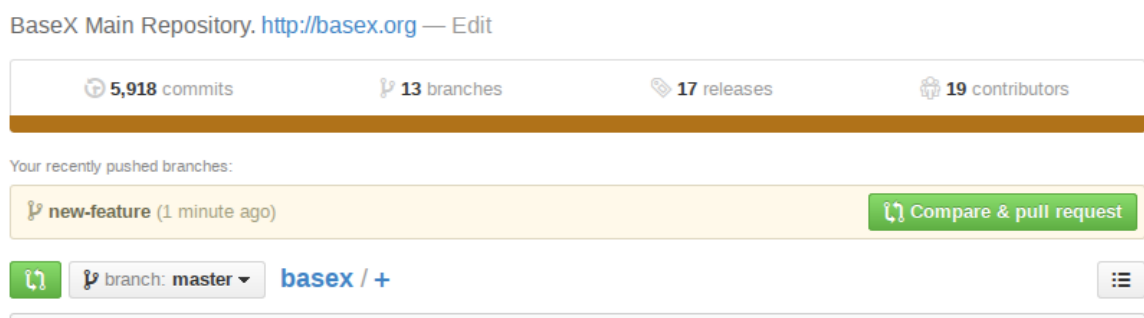 BaseX Main Repository. http://basex.org — Edit
5,918 commits 13 branches 17 releases 19 contributors
Your recently pushed branches:
new-feature (1 minute ago) Compare & pull request
branch: master basex / +